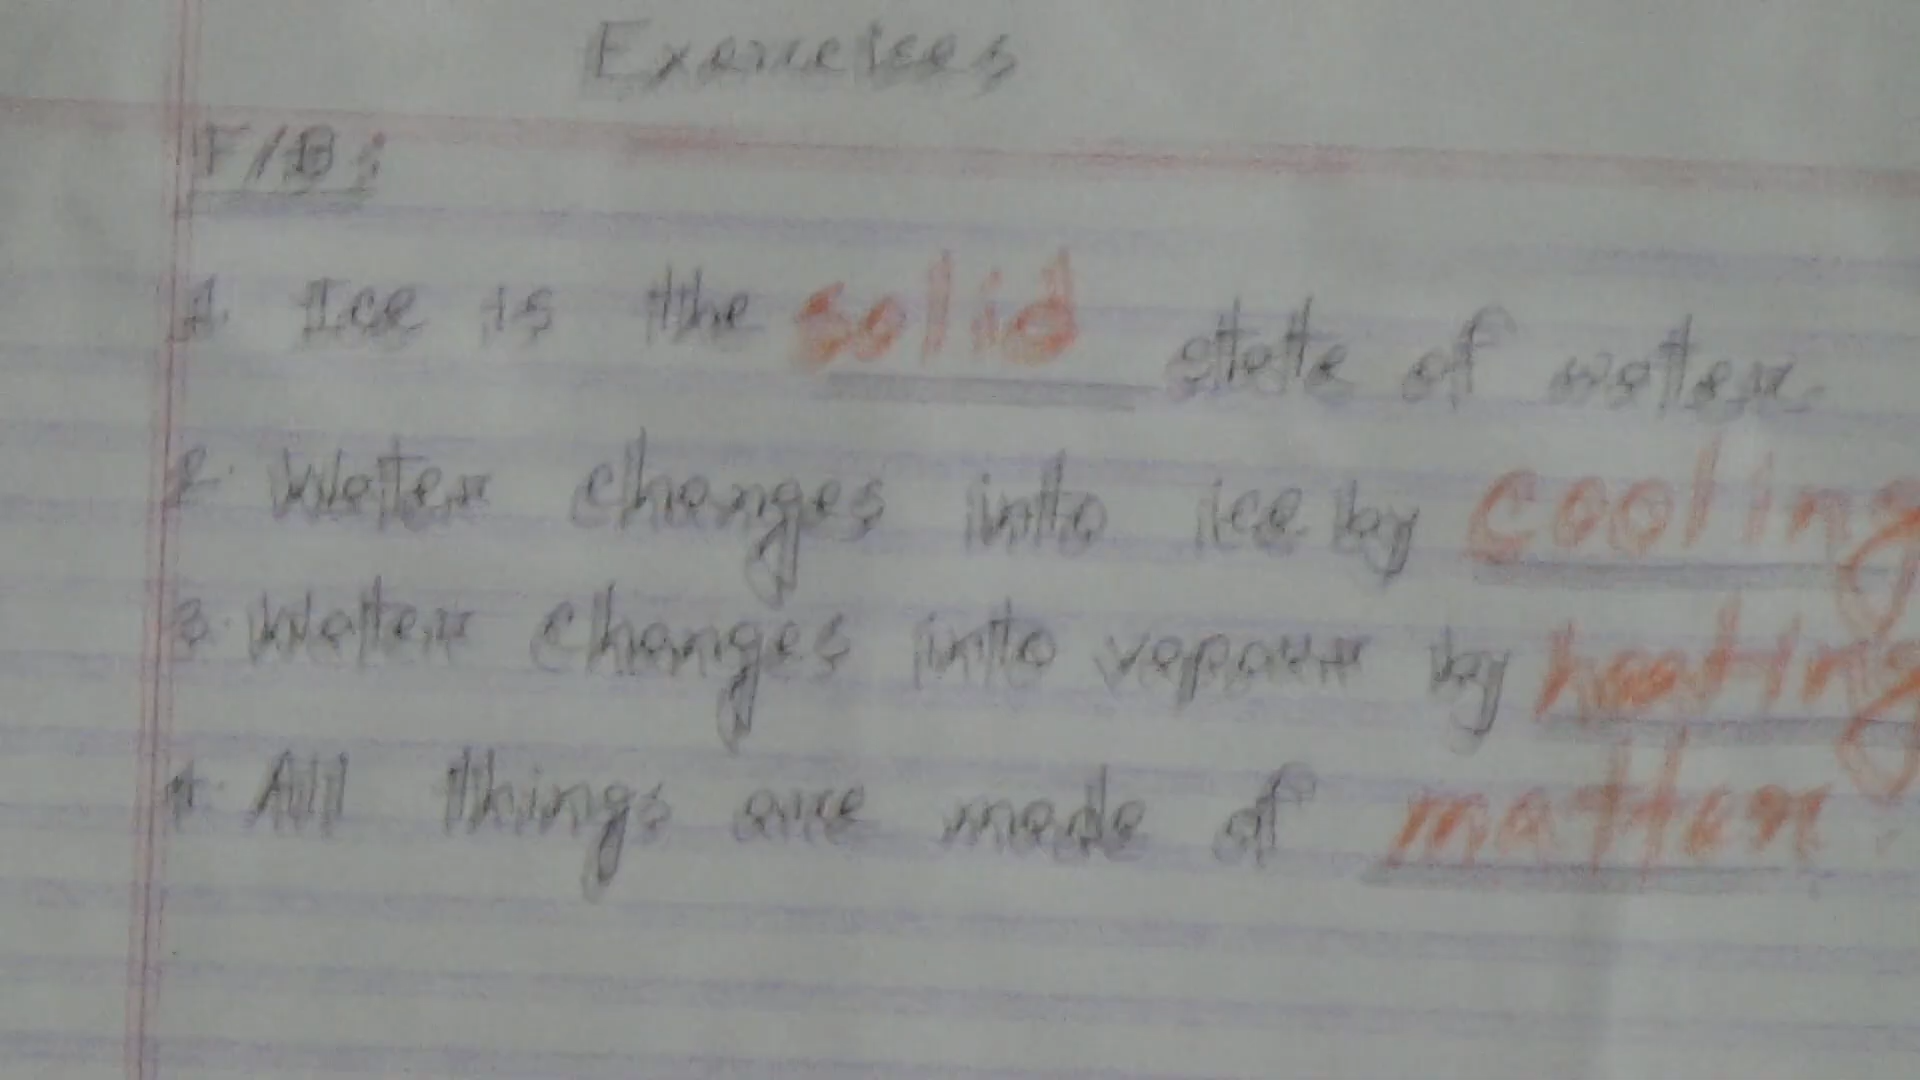 Exercises
F/B:
1. Ice is the solid state of water.
2. Water changes into ice by cooling
3. Water changes into vapour by heating
4. All things are made of matter.